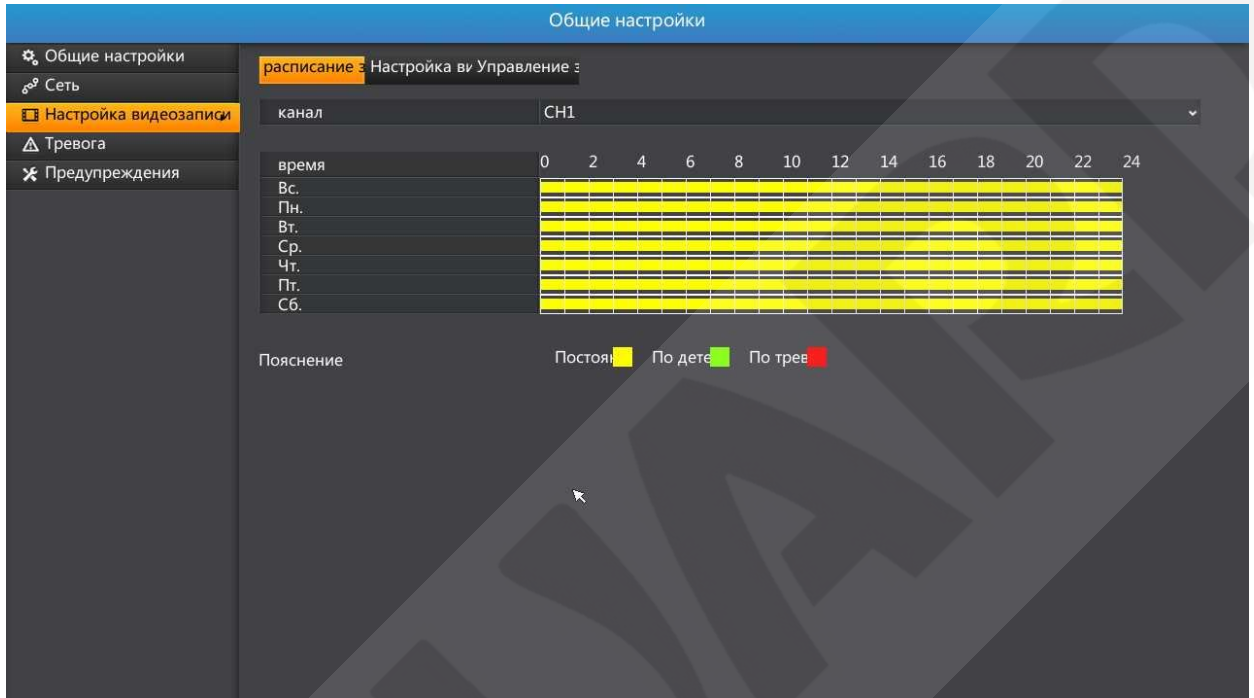 Общие настройки
Общие настройки
Сеть
Настройка видеозаписи
Тревога
Предупреждения
расписание з Настройка ви Управление з
канал CH1
время 0 2 4 6 8 10 12 14 16 18 20 22 24
Вс.
Пн.
Вт.
Ср.
Чт.
Пт.
Сб.
Пояснение Постоян По дете По трев